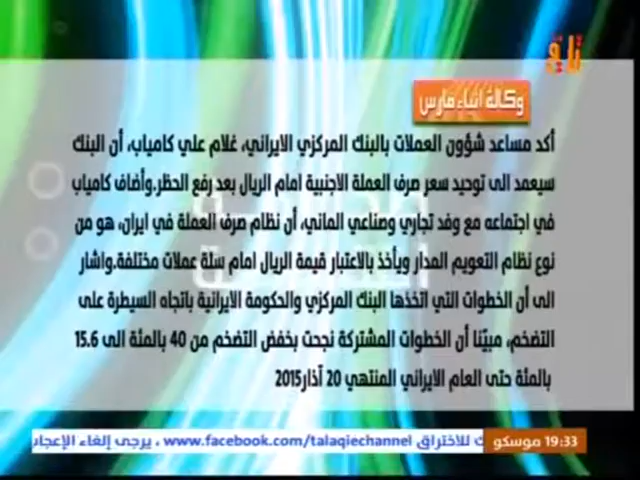 تلاقي
وكالة انباء فارس
أكد مساعد شؤون العملات بالبنك المركزي الايراني، غلام علي كامياب، أن البنك
سيعمد الى توحيد سعر صرف العملة الاجنبية امام الريال بعد رفع الحظر.وأضاف كامياب
في اجتماعه مع وفد تجاري وصناعي الماني، أن نظام صرف العملة في ايران، هو من
نوع نظام التعويم المدار ويأخذ بالاعتبار قيمة الريال امام سلة عملات مختلفة.واشار
الى أن الخطوات التي اتخذها البنك المركزي والحكومة الايرانية باتجاه السيطرة على
التضخم، مبيّنا أن الخطوات المشتركة نجحت بخفض التضخم من 40 بالمئة الى 15.6
بالمئة حتى العام الايراني المنتهي 20 آذار2015
19:33 موسكو ك للاختراق www.facebook.com/talaqiechannel ، يرجى إلغاء الإعجاب